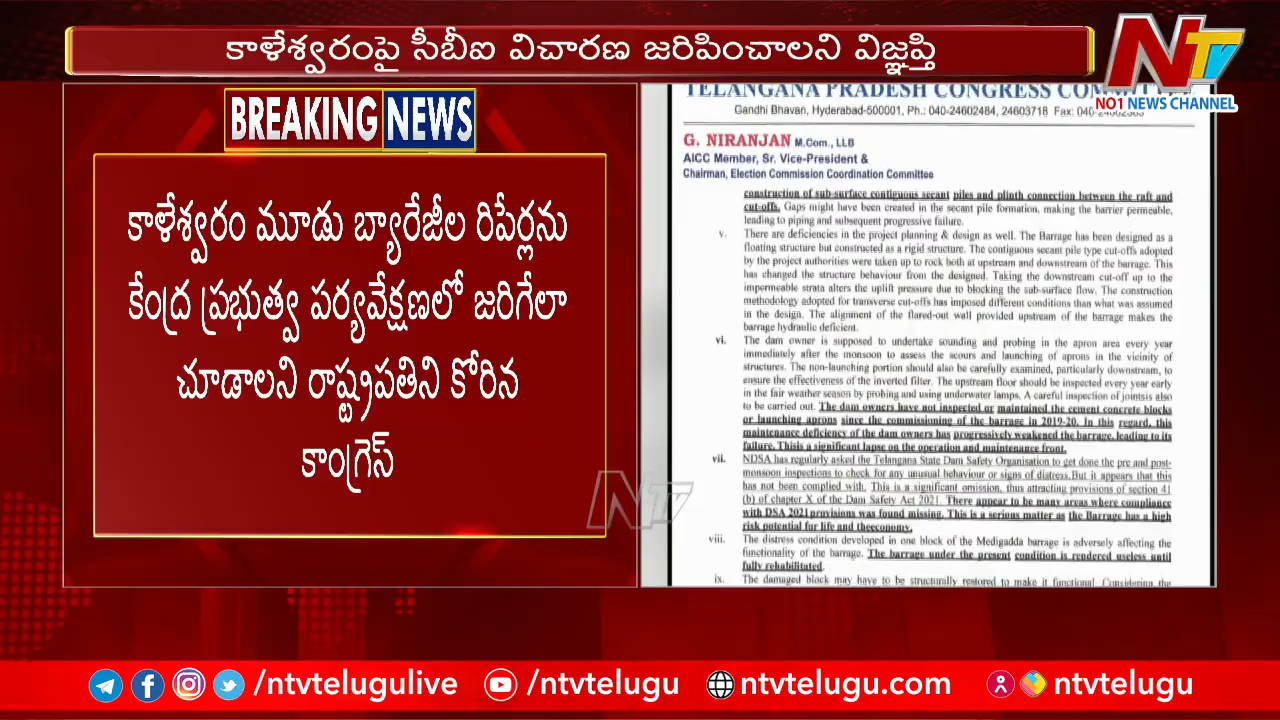 కాళేశ్వరంపై సీబీఐ విచారణ జరిపించాలని విజ్ఞప్తి
NTV
NO1 NEWS CHANNEL
BREAKING NEWS
కాళేశ్వరం మూడు బ్యారేజీల రిపేర్లను
కేంద్ర ప్రభుత్వ పర్యవేక్షణలో జరిగేలా
చూడాలని రాష్ట్రపతిని కోరిన
కాంగ్రెస్
TELANGANA PRADESH CONGRESS COMMITTEE
Gandhi Bhavan, Hyderabad-500001, Ph.: 040-24602484, 24603718 Fax:
G. NIRANJAN M.Com., LLB
AICC Member, Sr. Vice-President &
Chairman, Election Commission Coordination Committee
construction of sub-surface contiguous secant piles and plinth connection between the raft and
cut-offs. Gaps might have been created in the secant pile formation, making the barrier permeable,
leading to piping and subsequent progressive failure.
v. There are deficiencies in the project planning & design as well. The Barrage has been designed as a
floating structure but constructed as a rigid structure. The contiguous secant pile type cut-offs adopted
by the project authorities were taken up to rock both at upstream and downstream of the barrage. This
has changed the structure behaviour from the designed. Taking the downstream cut-off up to the
impermeable strata alters the uplift pressure due to blocking the sub-surface flow. The construction
methodology adopted for transverse cut-offs has imposed different conditions than what was assumed
in the design. The alignment of the flared-out wall provided upstream of the barrage makes the
barrage hydraulic deficient.
vi. The dam owner is supposed to undertake sounding and probing in the apron area every year
immediately after the monsoon to assess the scours and launching of aprons in the vicinity of
structures. The non-launching portion should also be carefully examined, particularly downstream, to
ensure the effectiveness of the inverted filter. The upstream floor should be inspected every year early
in the fair weather season by probing and using underwater lamps. A careful inspection of jointsis also
to be carried out. The dam owners have not inspected or maintained the cement concrete blocks
or launching aprons since the commissioning of the barrage in 2019-20. In this regard, this
maintenance deficiency of the dam owners has progressively weakened the barrage, leading to its
failure. Thisis a significant lapse on the operation and maintenance front.
vii. NDSA has regularly asked the Telangana State Dam Safety Organisation to get done the pre and post-
monsoon inspections to check for any unusual behaviour or signs of distress.But it appears that this
has not been complied with. This is a significant omission, thus attracting provisions of section 41
(b) of chapter X of the Dam Safety Act 2021. There appear to be many areas where compliance
with DSA 2021 provisions was found missing. This is a serious matter as the Barrage has a high
risk potential for life and theeconomy.
viii. The distress condition developed in one block of the Medigadda barrage is adversely affecting the
functionality of the barrage. The barrage under the present condition is rendered useless until
fully rehabilitated.
ix. The damaged block may have to be structurally restored to make it functional. Considering the
NTV
/ntvtelugulive /ntvtelugu ntvtelugu.com ntvtelugu